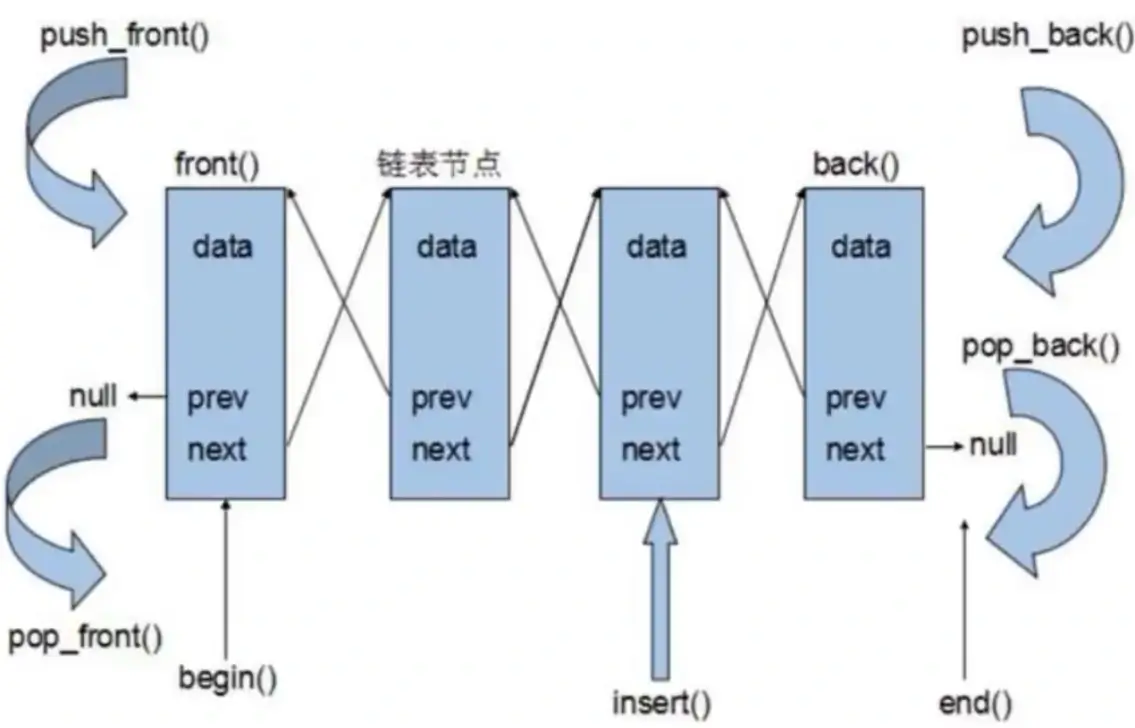 push_front()
push_back()
front()
链表节点
back()
data
data
data
data
pop_back()
null
prev
prev
prev
prev
next
next
next
next
null
pop_front()
begin()
insert()
end()